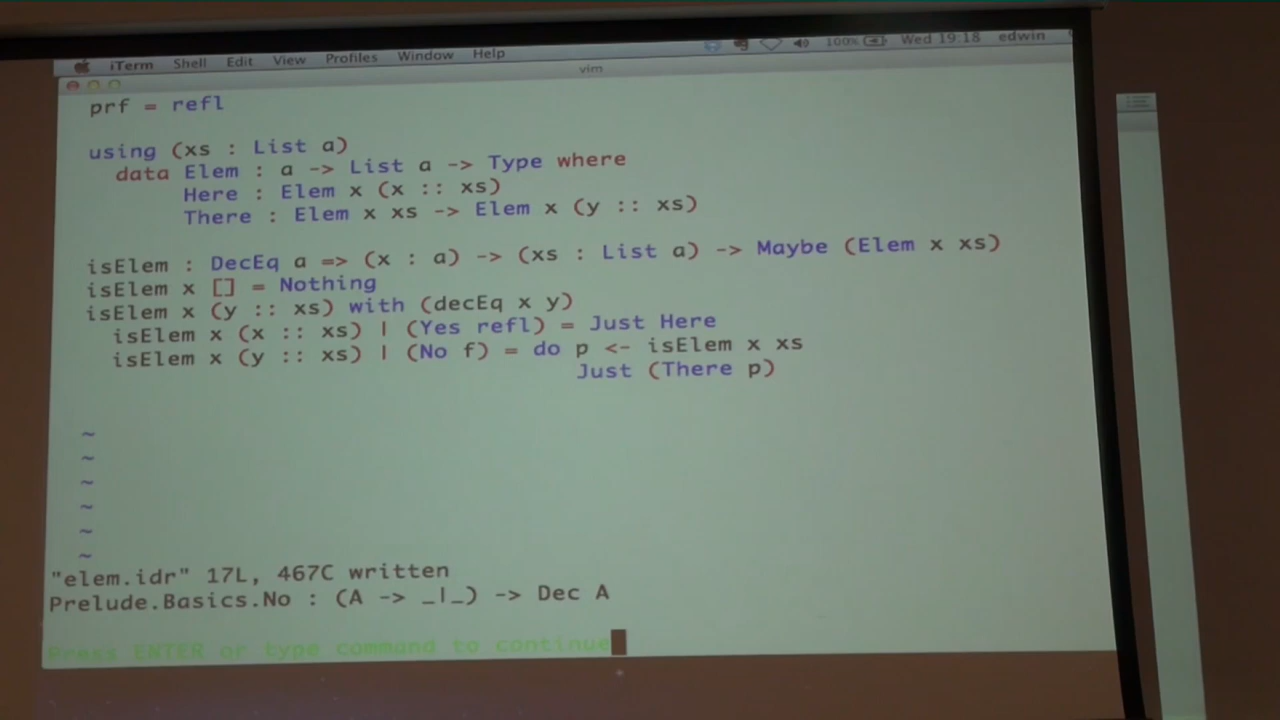 iTerm Shell Edit View Profiles Window Help 100% Wed 19:18 edwin
vim
prf = refl
using (xs : List a)
data Elem : a -> List a -> Type where
Here : Elem x (x :: xs)
There : Elem x xs -> Elem x (y :: xs)
isElem : DecEq a => (x : a) -> (xs : List a) -> Maybe (Elem x xs)
isElem x [] = Nothing
isElem x (y :: xs) with (decEq x y)
isElem x (x :: xs) | (Yes refl) = Just Here
isElem x (y :: xs) | (No f) = do p <- isElem x xs
Just (There p)
~
~
~
~
~
~
"elem.idr" 17L, 467C written
Prelude.Basics.No : (A -> _|_) -> Dec A
Press ENTER or type command to continue